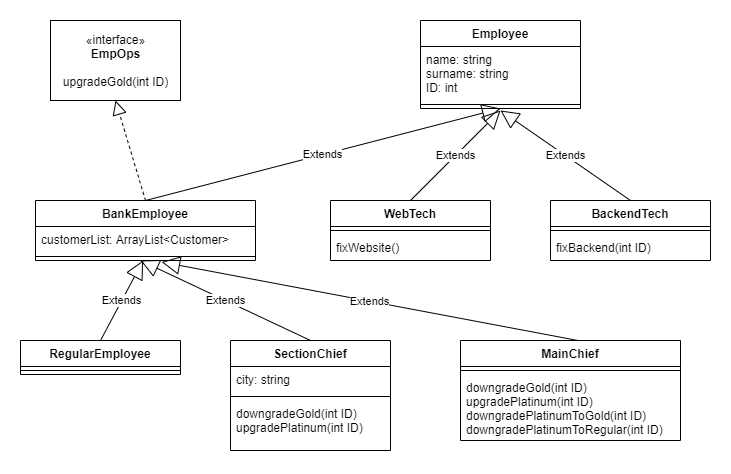 «interface»
EmpOps
upgradeGold(int ID)
Employee
name: string
surname: string
ID: int
Extends
Extends
Extends
BankEmployee
customerList: ArrayList<Customer>
WebTech
fixWebsite()
BackendTech
fixBackend(int ID)
Extends
Extends
Extends
RegularEmployee
SectionChief
city: string
downgradeGold(int ID)
upgradePlatinum(int ID)
MainChief
downgradeGold(int ID)
upgradePlatinum(int ID)
downgradePlatinumToGold(int ID)
downgradePlatinumToRegular(int ID)